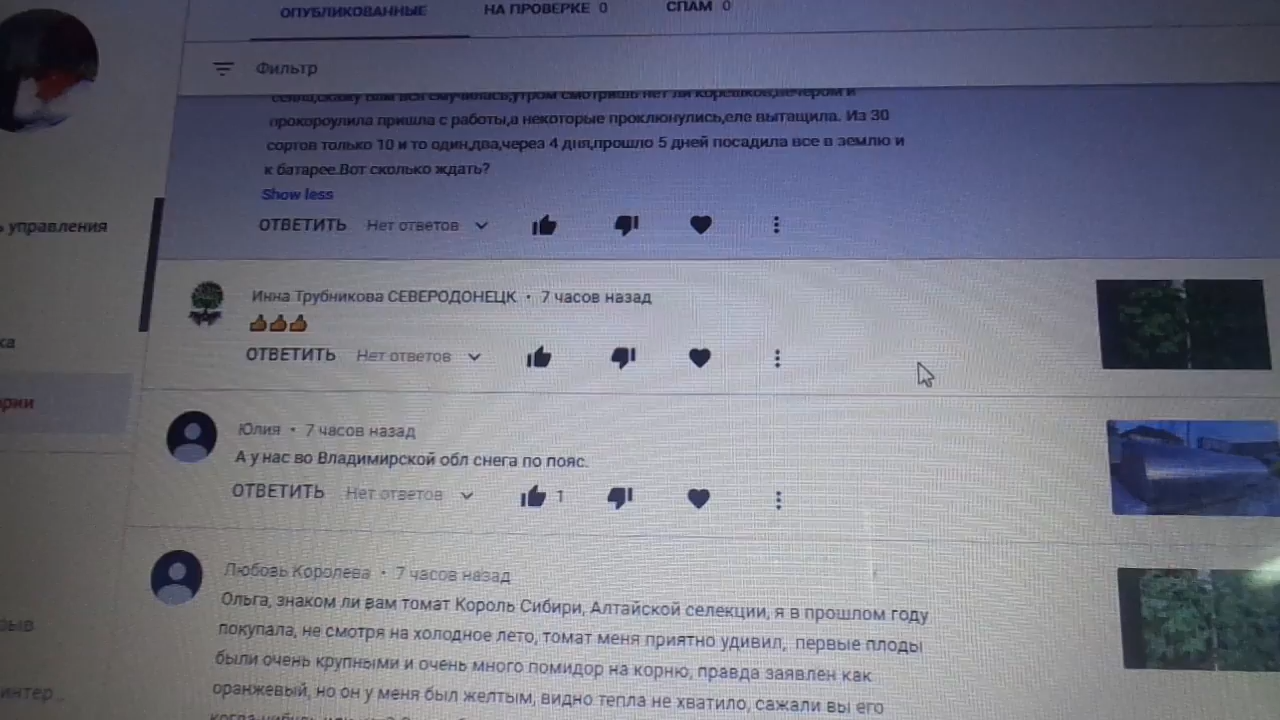 ОПУБЛИКОВАННЫЕ НА ПРОВЕРКЕ 0 СПАМ 0
Фильтр
вам вся смотришь нет ли и
прокороулила пришла с работы,а некоторые проклюнулись,еле вытащила. Из 30
сортов только 10 и то один,два,через 4 дня,прошло 5 дней посадила все в землю и
к батарее.Вот сколько ждать?
Show less
ОТВЕТИТЬ Нет ответов
управления
Инна Трубникова СЕВЕРОДОНЕЦК • 7 часов назад
👍👍👍
ОТВЕТИТЬ Нет ответов
Юлия • 7 часов назад
А у нас во Владимирской обл снега по пояс.
ОТВЕТИТЬ Нет ответов 1
Любовь Королева • 7 часов назад
Ольга, знаком ли вам томат Король Сибири, Алтайской селекции, я в прошлом году
покупала, не смотря на холодное лето, томат меня приятно удивил, первые плоды
были очень крупными и очень много помидор на корню, правда заявлен как
оранжевый, но он у меня был желтым, видно тепла не хватило, сажали вы его